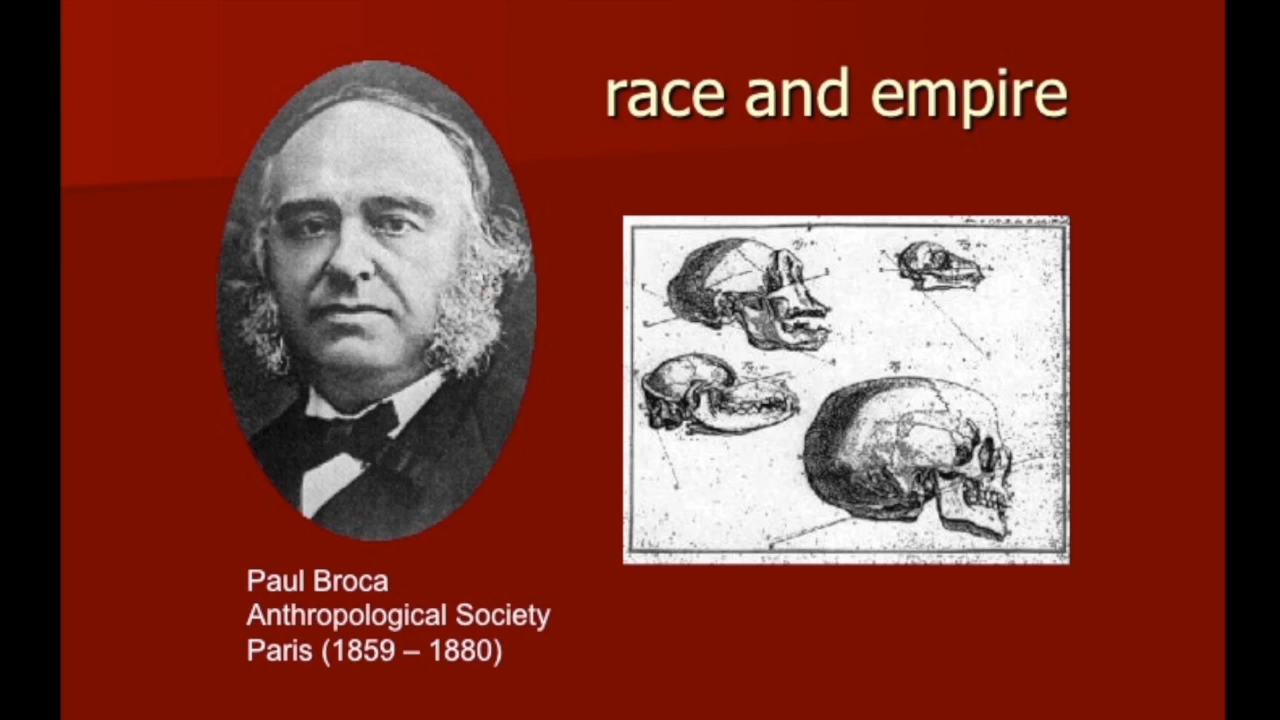 race and empire
Paul Broca
Anthropological Society
Paris (1859 – 1880)